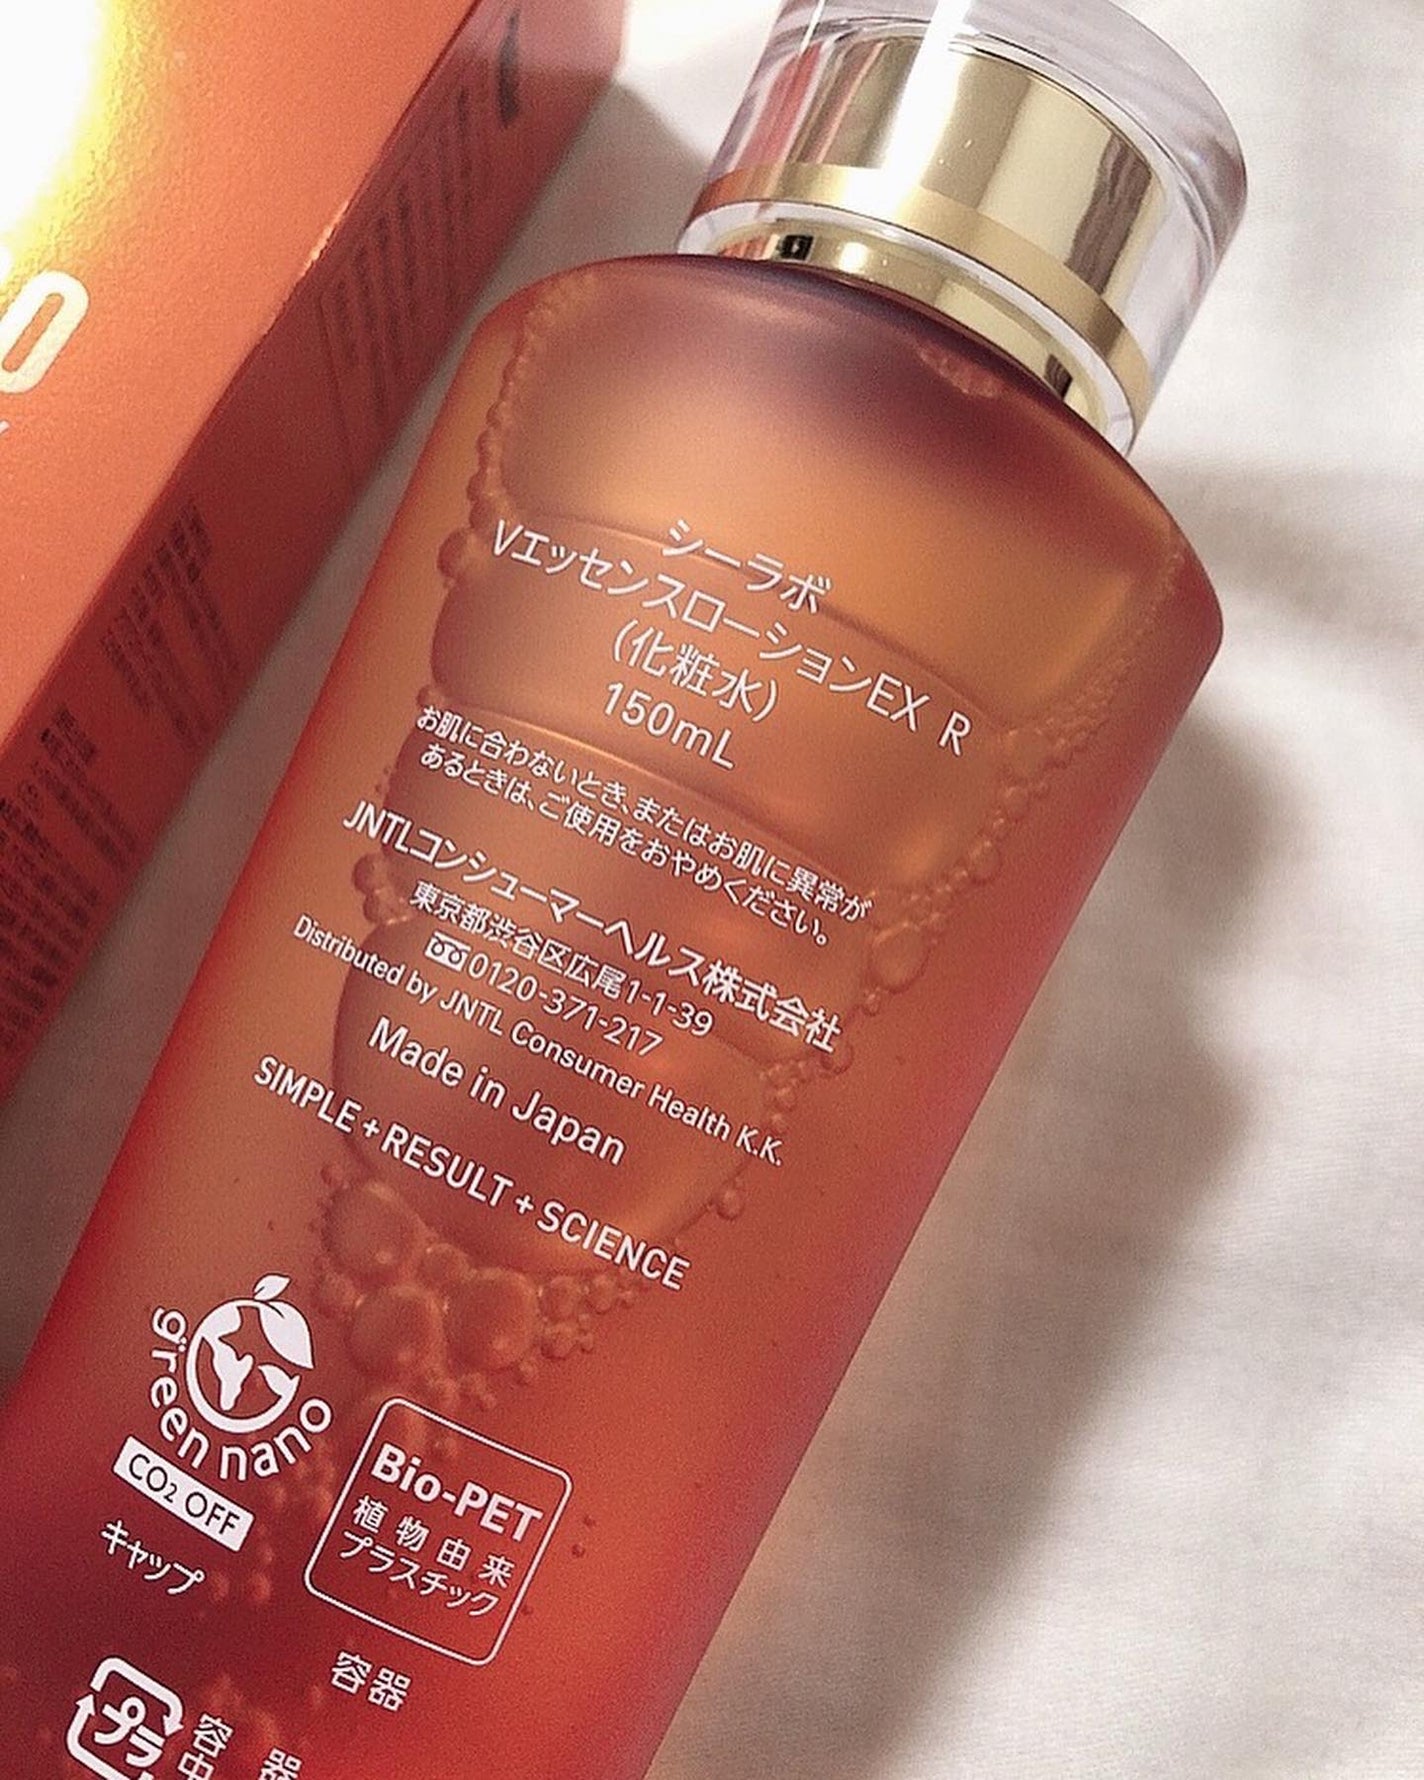 シーラボ
VエッセンスローションEX R
(化粧水)
150mL
お肌に合わないとき、またはお肌に異常が
あるときは、ご使用をおやめください。
JNTLコンシューマーヘルス株式会社
東京都渋谷区広尾1-1-39
0120-371-217
Distributed by JNTL Consumer Health K.K.
Made in Japan
SIMPLE + RESULT + SCIENCE
green nano
CO2 OFF
キャップ
Bio-PET
植物由来
プラスチック
容器
プラ
容器
中